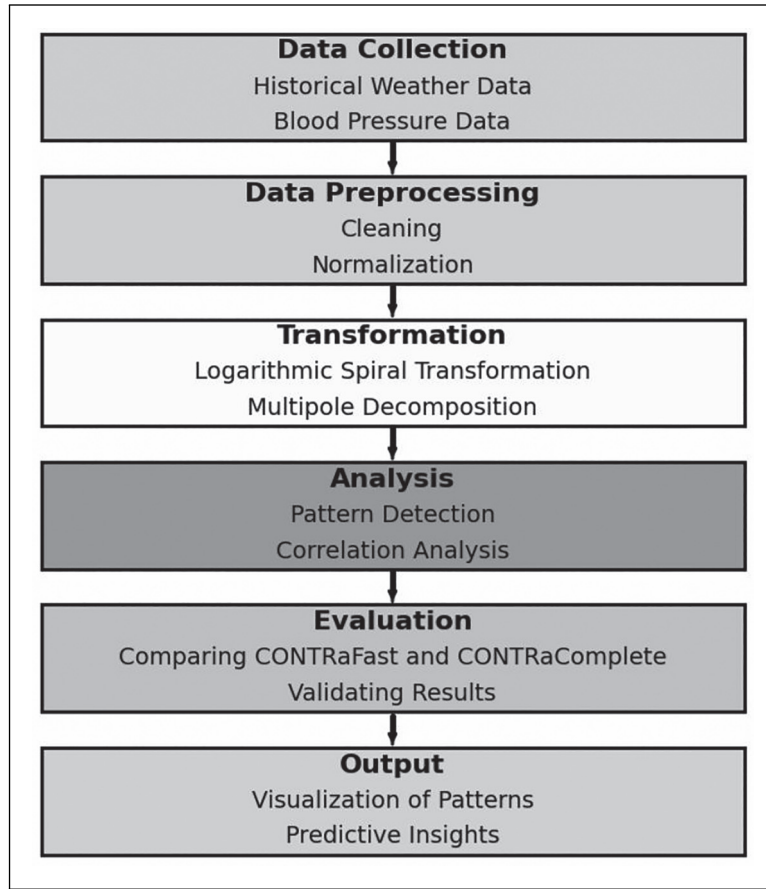 Data Collection
Historical Weather Data
Blood Pressure Data
Data Preprocessing
Cleaning
Normalization
Transformation
Logarithmic Spiral Transformation
Multipole Decomposition
Analysis
Pattern Detection
Correlation Analysis
Evaluation
Comparing CONTRaFast and CONTRaComplete
Validating Results
Output
Visualization of Patterns
Predictive Insights